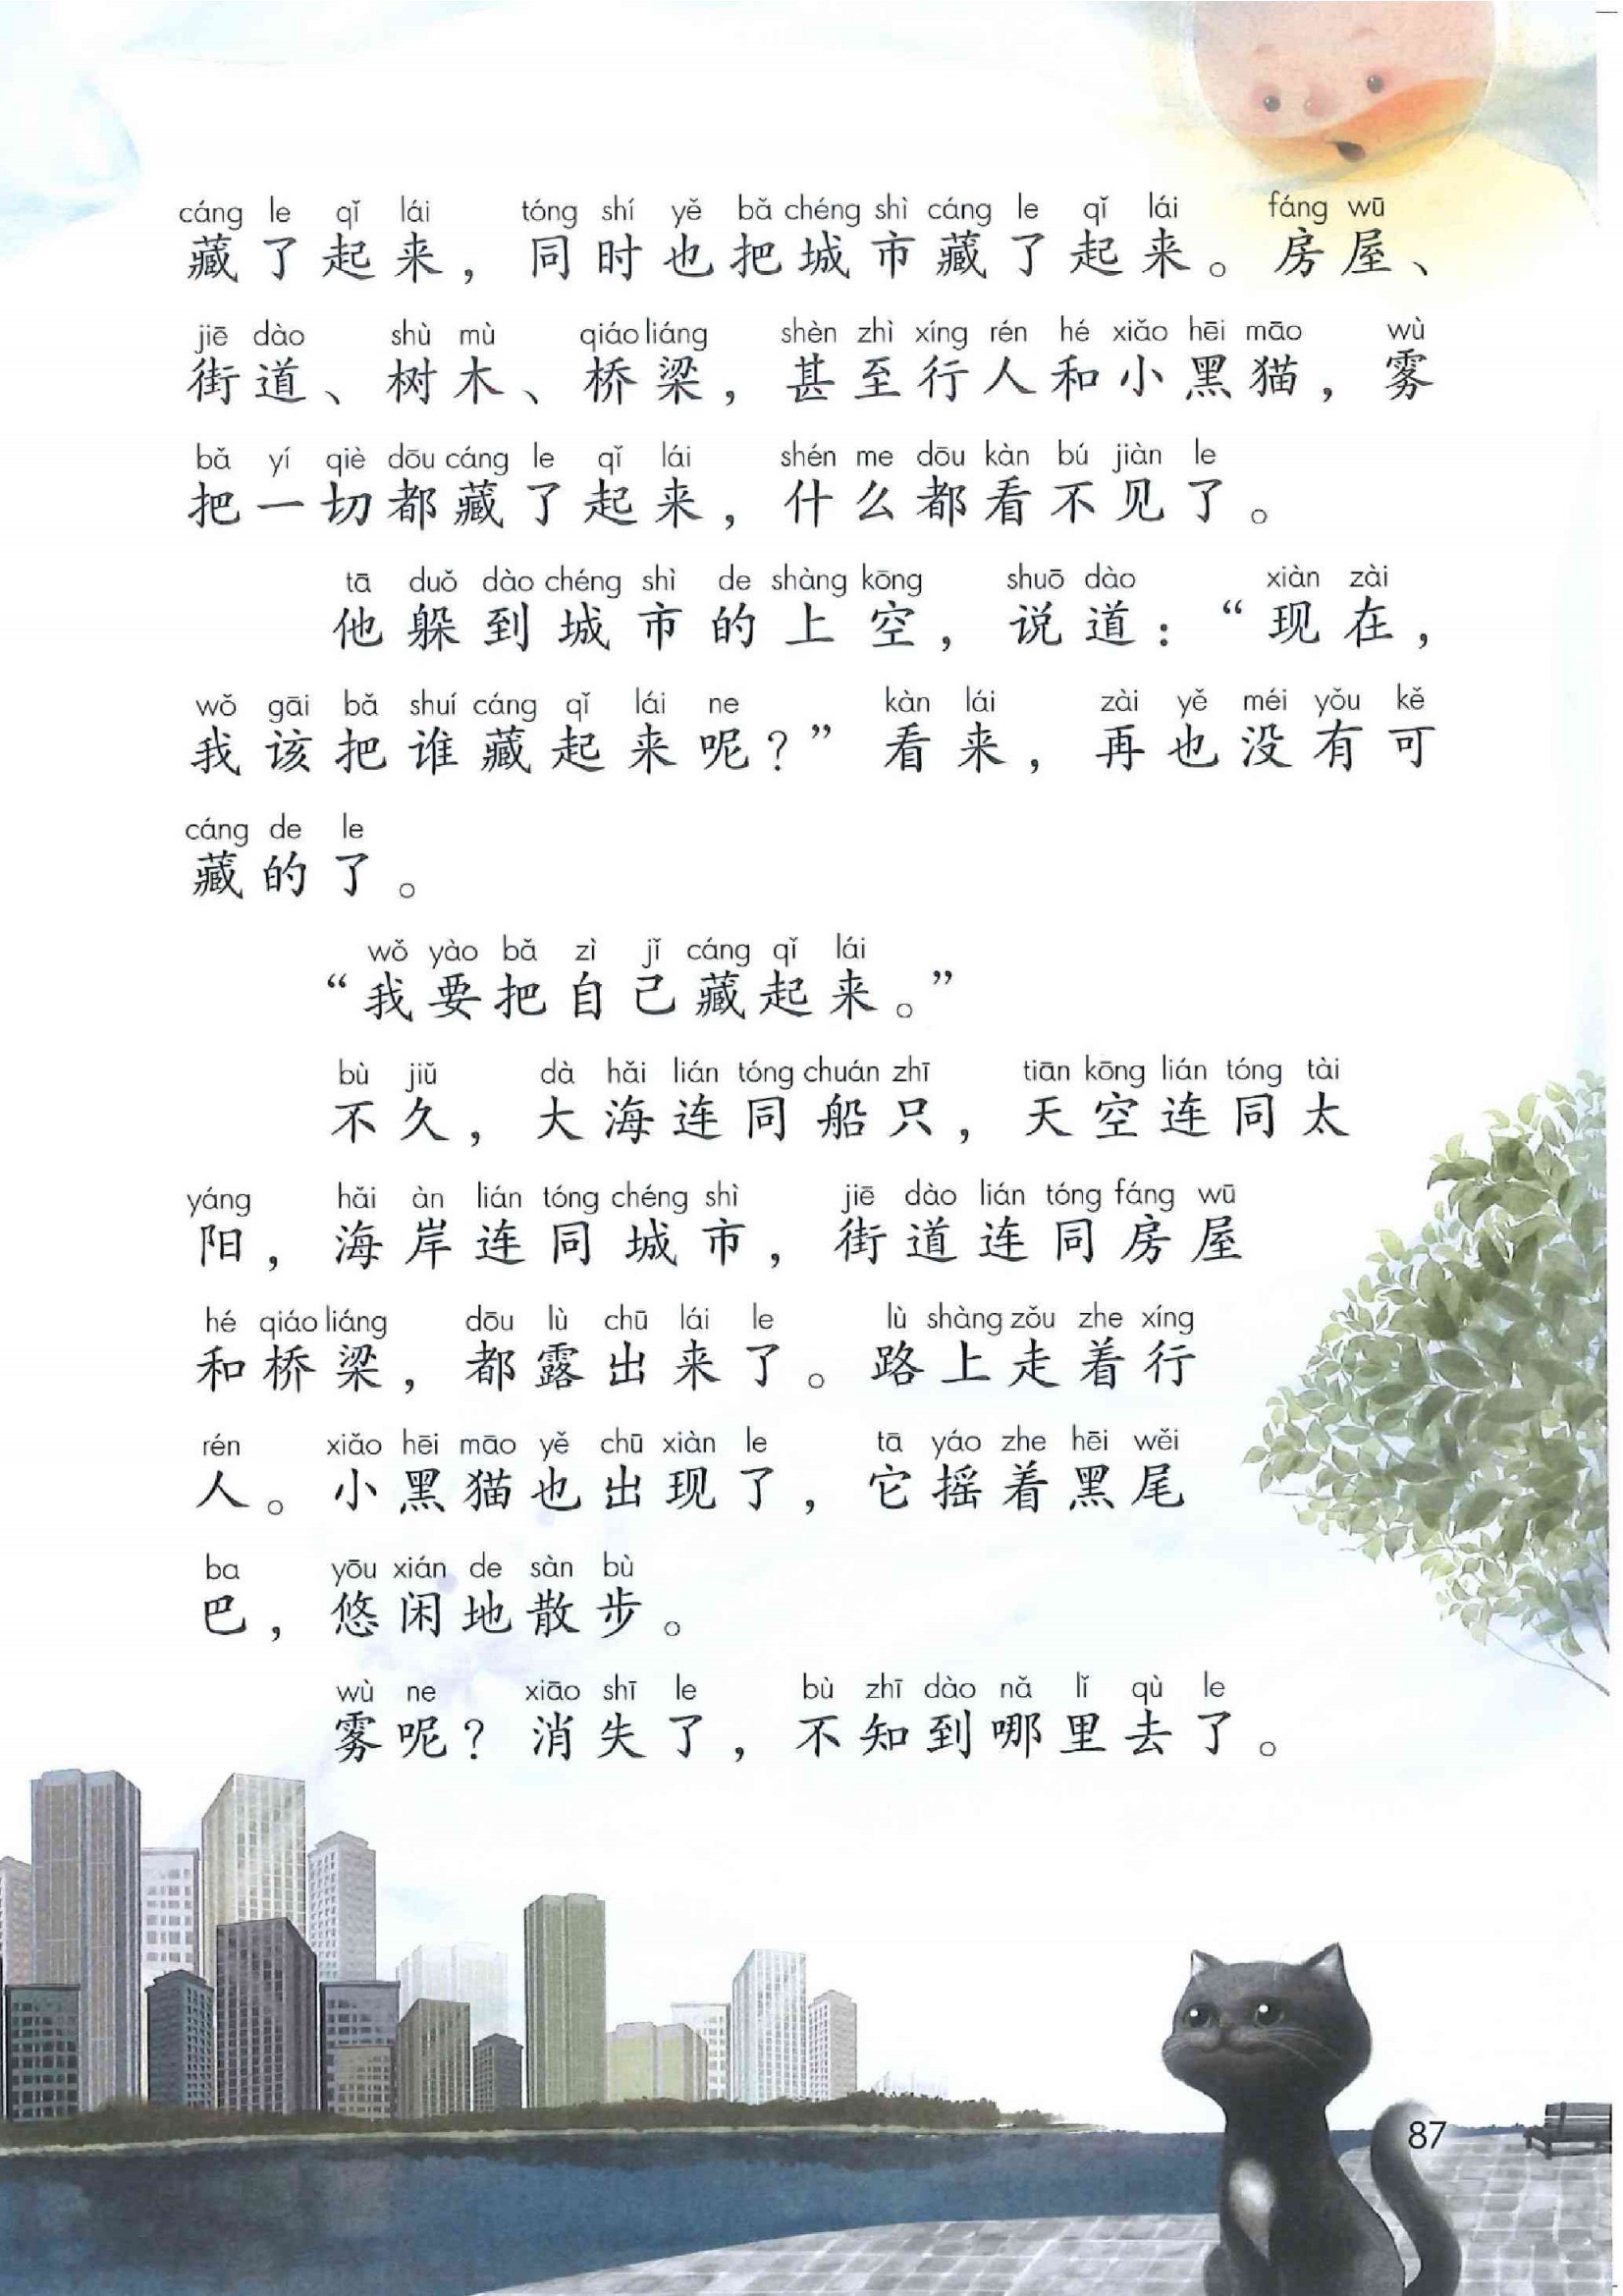 cáng le qǐ lái tóng shí yě bǎ chéng shì cáng le qǐ lái fáng wū
藏了起来，同时也把城市藏了起来。房屋、
jiē dào shù mù qiáo liáng shèn zhì xíng rén hé xiǎo hēi māo wù
街道、树木、桥梁，甚至行人和小黑猫，雾
bǎ yí qiè dōu cáng le qǐ lái shén me dōu kàn bú jiàn le
把一切都藏了起来，什么都看不见了。
tā duǒ dào chéng shì de shàng kōng shuō dào xiàn zài
他躲到城市的上空，说道：“现在，
wǒ gāi bǎ shuí cáng qǐ lái ne kàn lái zài yě méi yǒu kě
我该把谁藏起来呢？”看来，再也没有可
cáng de le
藏的了。
wǒ yào bǎ zì jǐ cáng qǐ lái
“我要把自己藏起来。”
bù jiǔ dà hǎi lián tóng chuán zhī tiān kōng lián tóng tài
不久，大海连同船只，天空连同太
yáng hǎi àn lián tóng chéng shì jiē dào lián tóng fáng wū
阳，海岸连同城市，街道连同房屋
hé qiáo liáng dōu lù chū lái le lù shàng zǒu zhe xíng
和桥梁，都露出来了。路上走着行
rén xiǎo hēi māo yě chū xiàn le tā yáo zhe hēi wěi
人。小黑猫也出现了，它摇着黑尾
ba yōu xián de sàn bù
巴，悠闲地散步。
wù ne xiāo shī le bù zhī dào nǎ lǐ qù le
雾呢？消失了，不知到哪里去了。
87